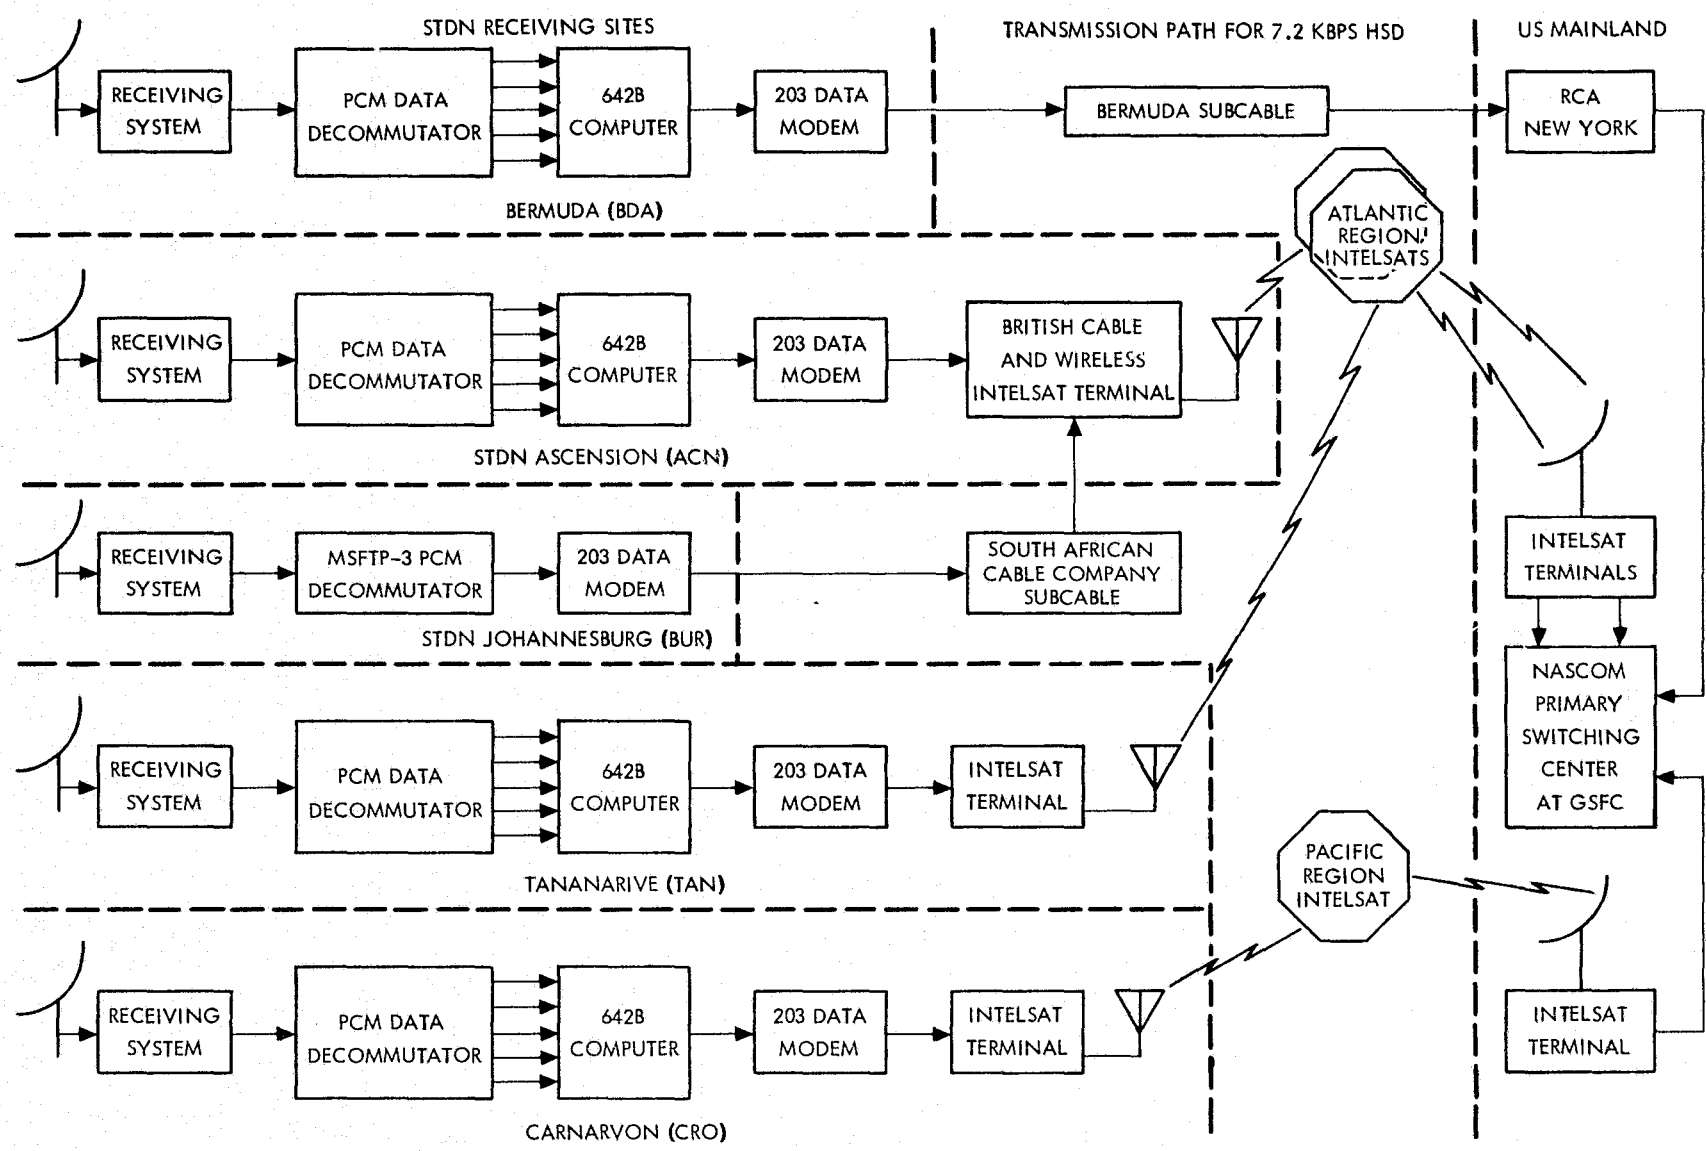 STDN RECEIVING SITES
TRANSMISSION PATH FOR 7.2 KBPS HSD
US MAINLAND
RECEIVING
SYSTEM
PCM DATA
DECOMMUTATOR
642B
COMPUTER
203 DATA
MODEM
BERMUDA SUBCABLE
RCA
NEW YORK
BERMUDA (BDA)
ATLANTIC
REGION
INTELSATS
RECEIVING
SYSTEM
PCM DATA
DECOMMUTATOR
642B
COMPUTER
203 DATA
MODEM
BRITISH CABLE
AND WIRELESS
INTELSAT TERMINAL
STDN ASCENSION (ACN)
RECEIVING
SYSTEM
MSFTP-3 PCM
DECOMMUTATOR
203 DATA
MODEM
SOUTH AFRICAN
CABLE COMPANY
SUBCABLE
INTELSAT
TERMINALS
STDN JOHANNESBURG (BUR)
NASCOM
PRIMARY
SWITCHING
CENTER
AT GSFC
RECEIVING
SYSTEM
PCM DATA
DECOMMUTATOR
642B
COMPUTER
203 DATA
MODEM
INTELSAT
TERMINAL
TANANARIVE (TAN)
PACIFIC
REGION
INTELSAT
RECEIVING
SYSTEM
PCM DATA
DECOMMUTATOR
642B
COMPUTER
203 DATA
MODEM
INTELSAT
TERMINAL
INTELSAT
TERMINAL
CARNARVON (CRO)